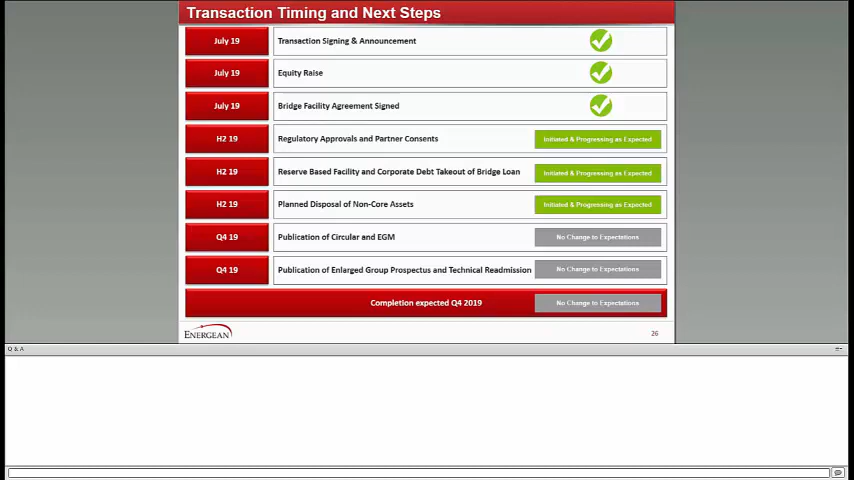 Transaction Timing and Next Steps
July 19 Transaction Signing & Announcement
July 19 Equity Raise
July 19 Bridge Facility Agreement Signed
H2 19 Regulatory Approvals and Partner Consents Initiated & Progressing as Expected
H2 19 Reserve Based Facility and Corporate Debt Takeout of Bridge Loan Initiated & Progressing as Expected
H2 19 Planned Disposal of Non-Core Assets Initiated & Progressing as Expected
Q4 19 Publication of Circular and EGM No Change to Expectations
Q4 19 Publication of Enlarged Group Prospectus and Technical Readmission No Change to Expectations
Completion expected Q4 2019 No Change to Expectations
ENERGEAN 26
Q & A